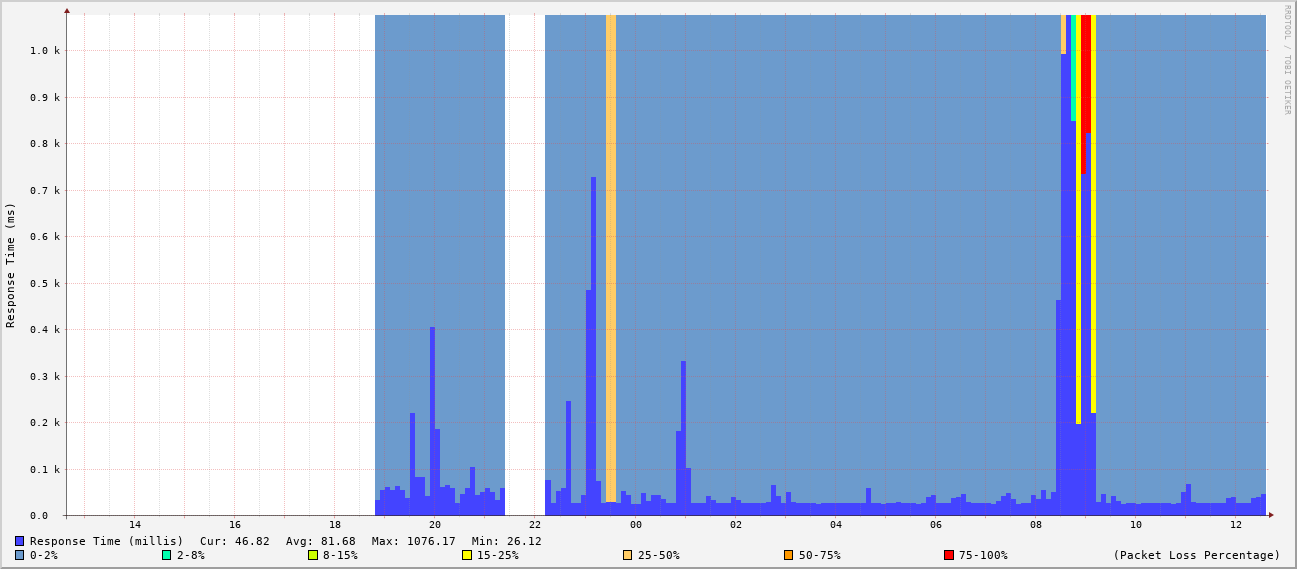 RRDTOOL / TOBI OETIKER
Response Time (ms)
1.0 k
0.9 k
0.8 k
0.7 k
0.6 k
0.5 k
0.4 k
0.3 k
0.2 k
0.1 k
0.0
14 16 18 20 22 00 02 04 06 08 10 12
Response Time (millis) Cur: 46.82 Avg: 81.68 Max: 1076.17 Min: 26.12
0-2% 2-8% 8-15% 15-25% 25-50% 50-75% 75-100% (Packet Loss Percentage)